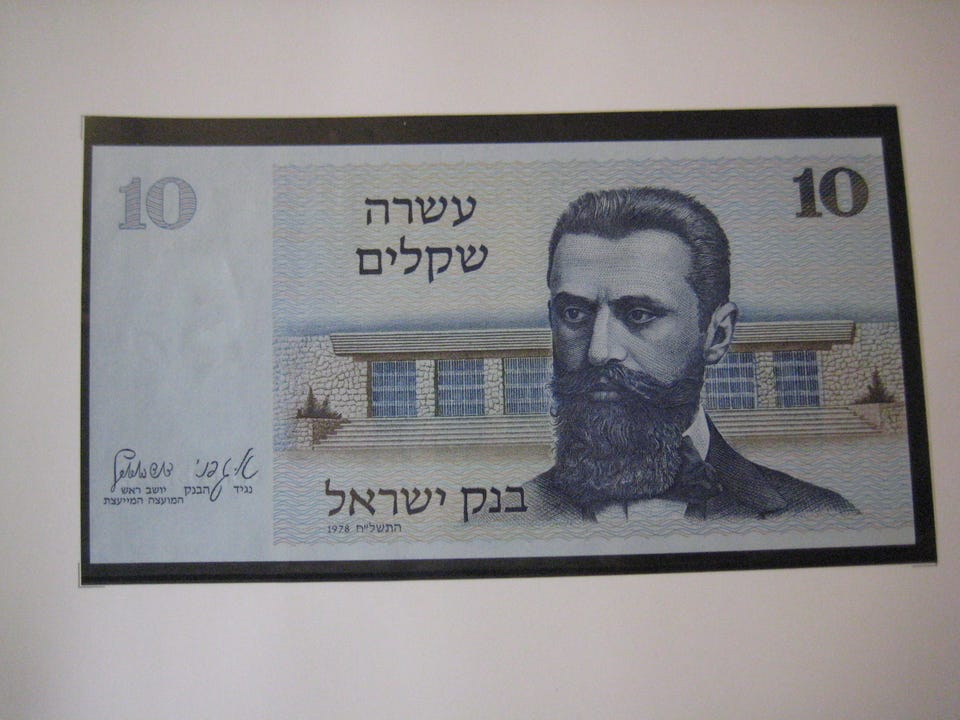 10
10
עשרה
שקלים
נגיד הבנק יושב ראש
המועצה המייעצת
בנק ישראל
התשל"ח 1978